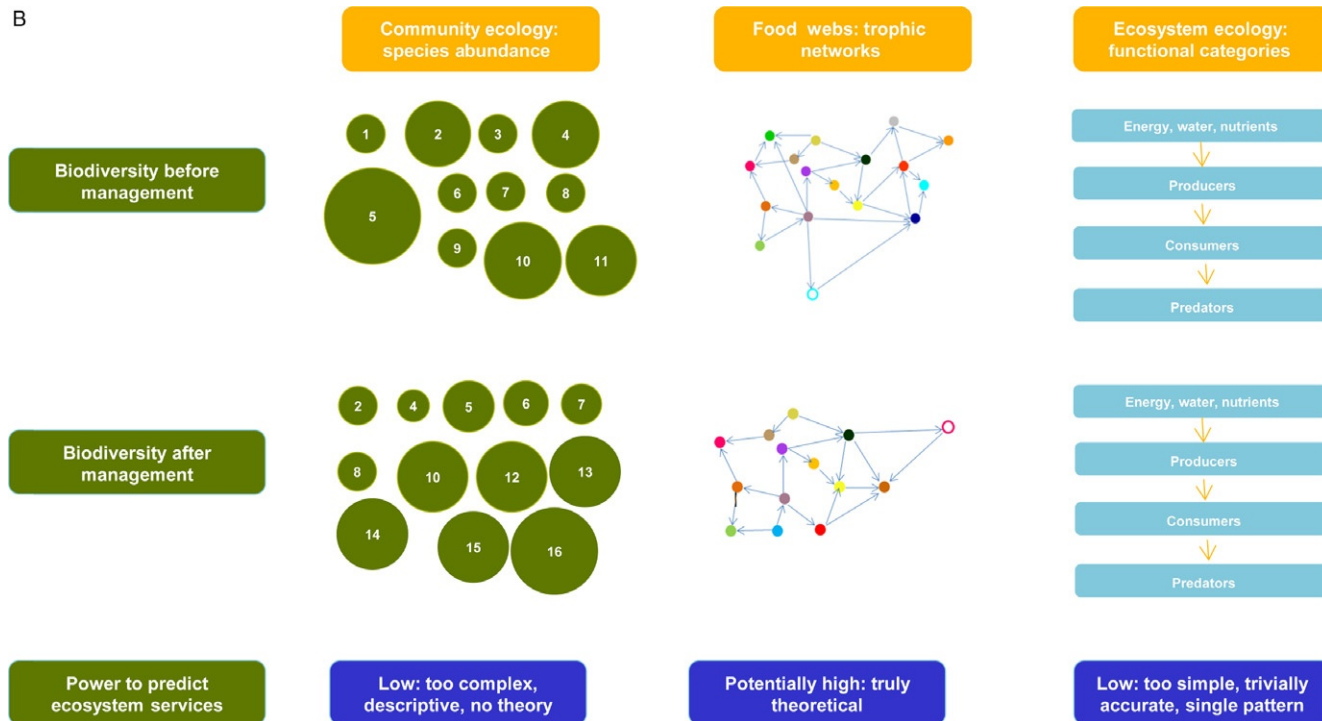 B
Community ecology:
species abundance
Food webs: trophic
networks
Ecosystem ecology:
functional categories
Biodiversity before
management
1
2
3
4
5
6
7
8
9
10
11
Energy, water, nutrients
Producers
Consumers
Predators
Biodiversity after
management
2
4
5
6
7
8
10
12
13
14
15
16
Energy, water, nutrients
Producers
Consumers
Predators
Power to predict
ecosystem services
Low: too complex,
descriptive, no theory
Potentially high: truly
theoretical
Low: too simple, trivially
accurate, single pattern